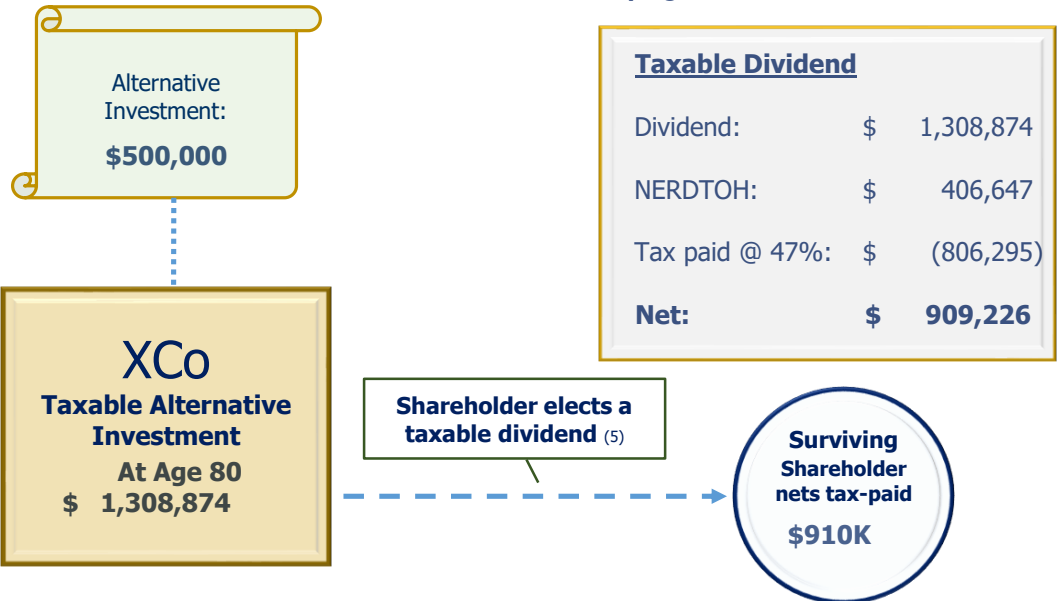 Alternative
Investment:
$500,000
Taxable Dividend
Dividend: $ 1,308,874
NERDTOH: $ 406,647
Tax paid @ 47%: $ (806,295)
Net: $ 909,226
XCo
Taxable Alternative
Investment
At Age 80
$ 1,308,874
Shareholder elects a
taxable dividend (5)
Surviving
Shareholder
nets tax-paid
$910K